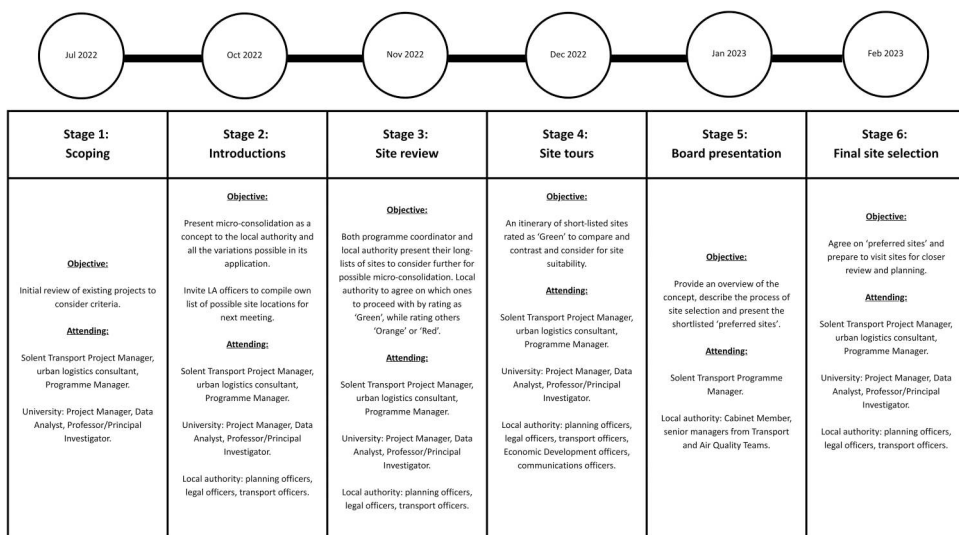 Jul 2022
Oct 2022
Nov 2022
Dec 2022
Jan 2023
Feb 2023
Stage 1:
Scoping
Objective:
Initial review of existing projects to
consider criteria.
Attending:
Solent Transport Project Manager,
urban logistics consultant,
Programme Manager.
University: Project Manager, Data
Analyst, Professor/Principal
Investigator.
Stage 2:
Introductions
Objective:
Present micro-consolidation as a
concept to the local authority and
all the variations possible in its
application.
Invite LA officers to compile own
list of possible site locations for
next meeting.
Attending:
Solent Transport Project Manager,
urban logistics consultant,
Programme Manager.
University: Project Manager, Data
Analyst, Professor/Principal
Investigator.
Local authority: planning officers,
legal officers, transport officers.
Stage 3:
Site review
Objective:
Both programme coordinator and
local authority present their long-
lists of sites to consider further for
possible micro-consolidation. Local
authority to agree on which ones
to proceed with by rating as
‘Green’, while rating others
‘Orange’ or ‘Red’.
Attending:
Solent Transport Project Manager,
urban logistics consultant,
Programme Manager.
University: Project Manager, Data
Analyst, Professor/Principal
Investigator.
Local authority: planning officers,
legal officers, transport officers.
Stage 4:
Site tours
Objective:
An itinerary of short-listed sites
rated as ‘Green’ to compare and
contrast and consider for site
suitability.
Attending:
Solent Transport Project Manager,
urban logistics consultant,
Programme Manager.
University: Project Manager, Data
Analyst, Professor/Principal
Investigator.
Local authority: planning officers,
legal officers, transport officers,
Economic Development officers,
communications officers.
Stage 5:
Board presentation
Objective:
Provide an overview of the
concept, describe the process of
site selection and present the
shortlisted ‘preferred sites’.
Attending:
Solent Transport Programme
Manager.
Local authority: Cabinet Member,
senior managers from Transport
and Air Quality Teams.
Stage 6:
Final site selection
Objective:
Agree on ‘preferred sites’ and
prepare to visit sites for closer
review and planning.
Attending:
Solent Transport Project Manager,
urban logistics consultant,
Programme Manager.
University: Project Manager, Data
Analyst, Professor/Principal
Investigator.
Local authority: planning officers,
legal officers, transport officers.